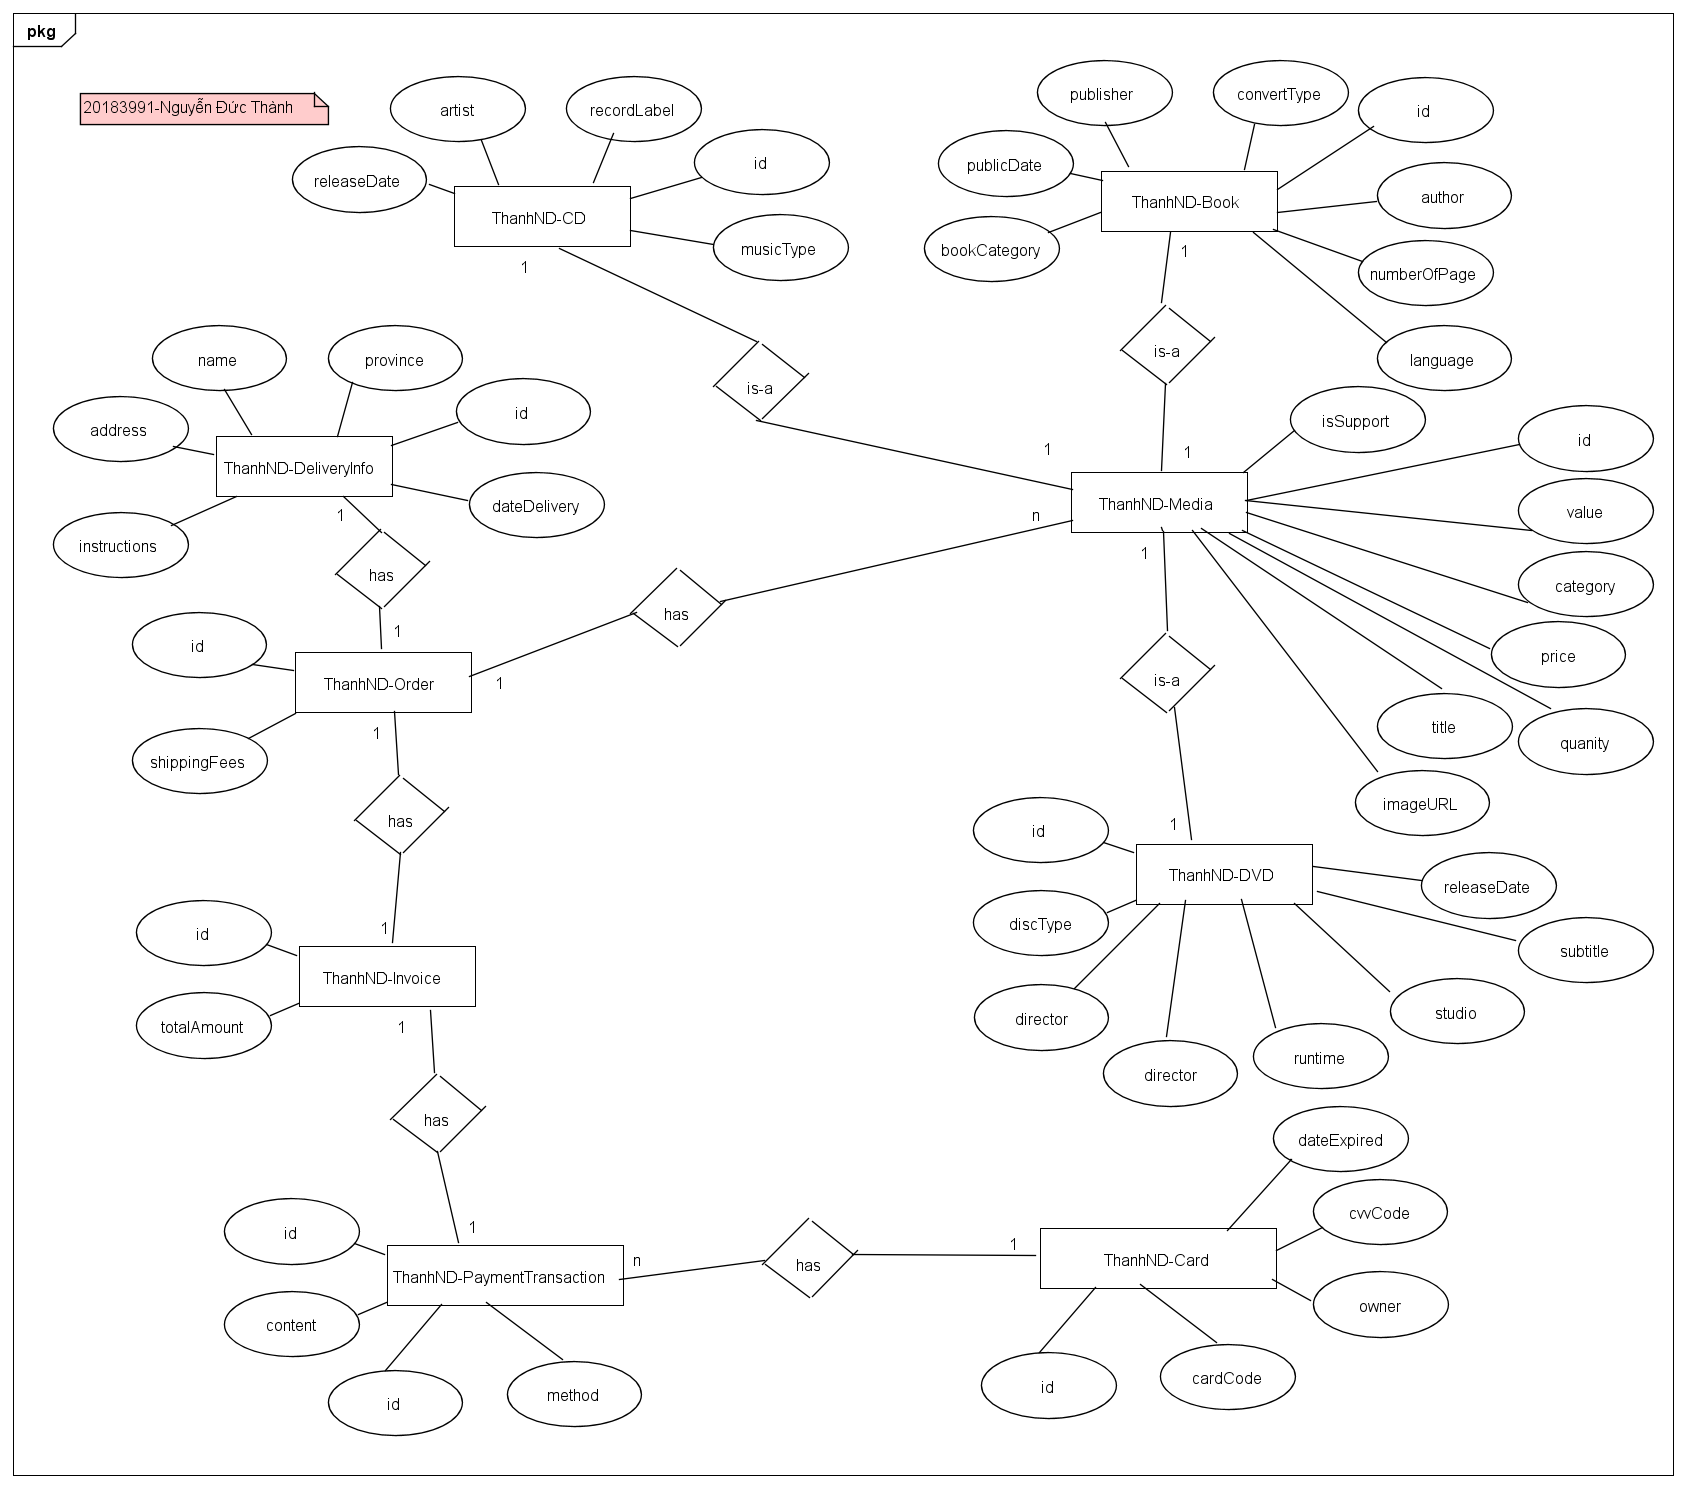 pkg
20183991-Nguyễn Đức Thành
artist
recordLabel
id
releaseDate
ThanhND-CD
musicType
1
publisher
convertType
id
publicDate
ThanhND-Book
author
bookCategory
numberOfPage
language
1
is-a
is-a
name
province
id
address
ThanhND-DeliveryInfo
dateDelivery
instructions
1
has
1
isSupport
id
1
1
ThanhND-Media
value
n
category
1
price
title
quanity
imageURL
has
is-a
id
ThanhND-Order
1
shippingFees
1
has
1
id
1
ThanhND-DVD
releaseDate
discType
subtitle
director
studio
director
runtime
id
ThanhND-Invoice
totalAmount
1
has
1
dateExpired
id
n
has
1
ThanhND-Card
cvvCode
ThanhND-PaymentTransaction
owner
content
id
method
id
cardCode